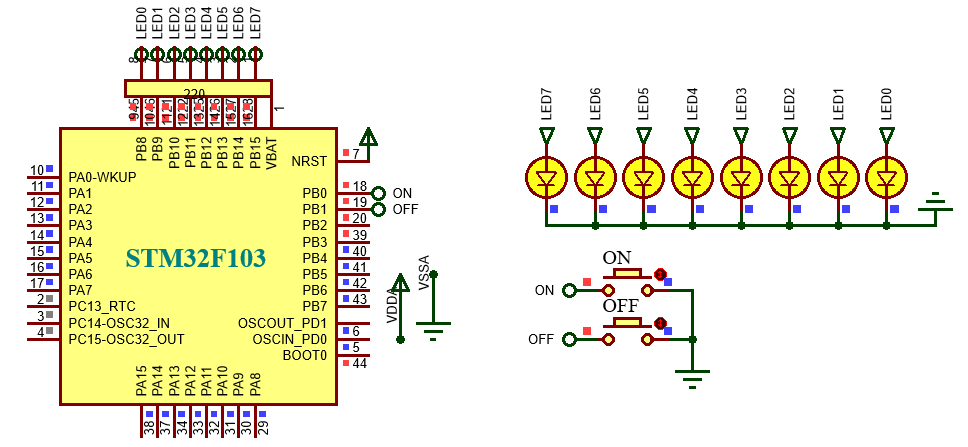 LED0 LED1 LED2 LED3 LED4 LED5 LED6 LED7
220
1
PB8 PB9 PB10 PB11 PB12 PB13 PB14 PB15 VBAT
NRST 7
10 PA0-WKUP
11 PA1
12 PA2
13 PA3
14 PA4
15 PA5
16 PA6
17 PA7
2 PC13_RTC
3 PC14-OSC32_IN
4 PC15-OSC32_OUT
STM32F103
PB0 18 ON
PB1 19 OFF
PB2 20
PB3 39
PB4 40
PB5 41
PB6 42
PB7 43
OSCOUT_PD1 6
OSCIN_PD0 5
BOOT0 44
PA15 PA14 PA13 PA12 PA11 PA10 PA9 PA8
38 37 34 33 32 31 30 29
VDDA
VSSA
LED7 LED6 LED5 LED4 LED3 LED2 LED1 LED0
ON
ON
OFF
OFF